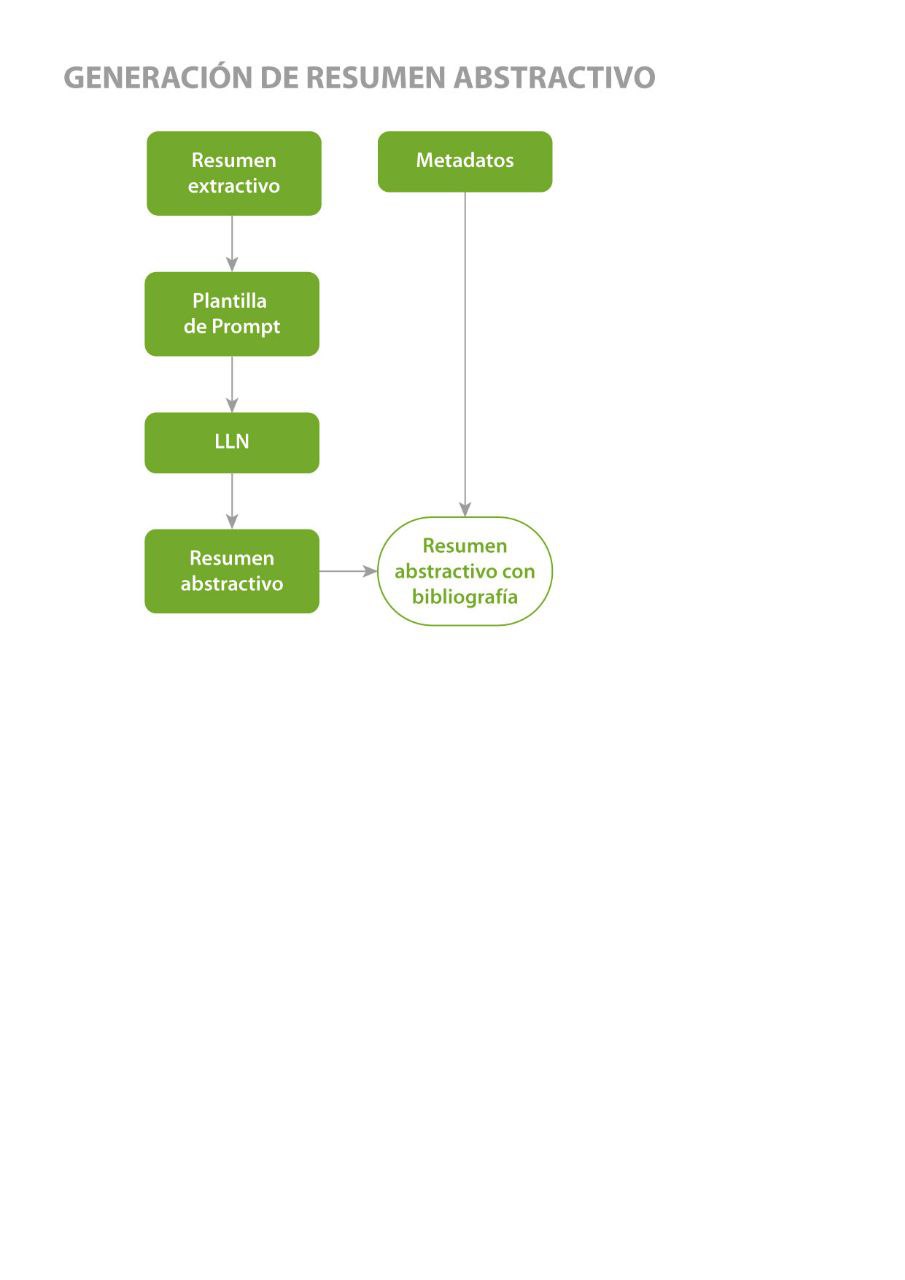 GENERACIÓN DE RESUMEN ABSTRACTIVO
Resumen
extractivo
Metadatos
Plantilla
de Prompt
LLN
Resumen
abstractivo
Resumen
abstractivo con
bibliografía